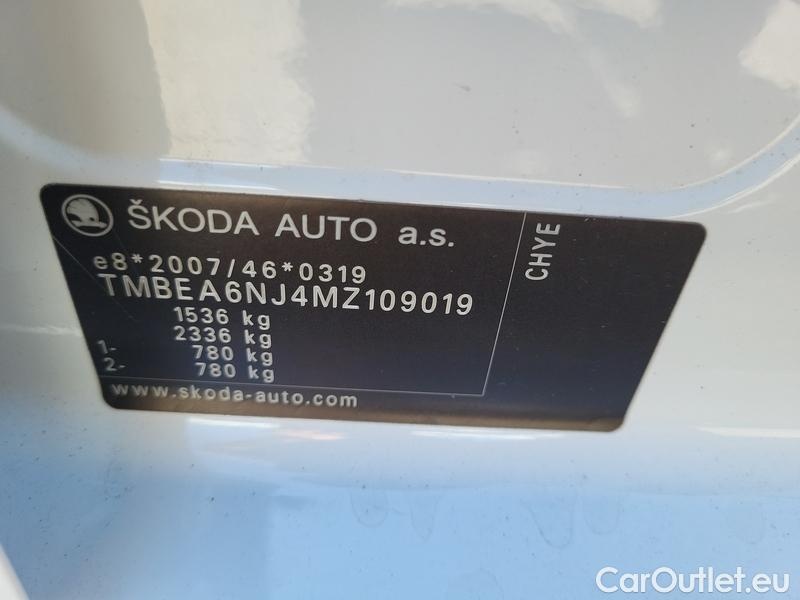 ŠKODA AUTO a.s.
e8*2007/46*0319
TMBEA6NJ4MZ109019
1536 kg
2336 kg
1- 780 kg
2- 780 kg
www.skoda-auto.com
CHYE
CarOutlet.eu